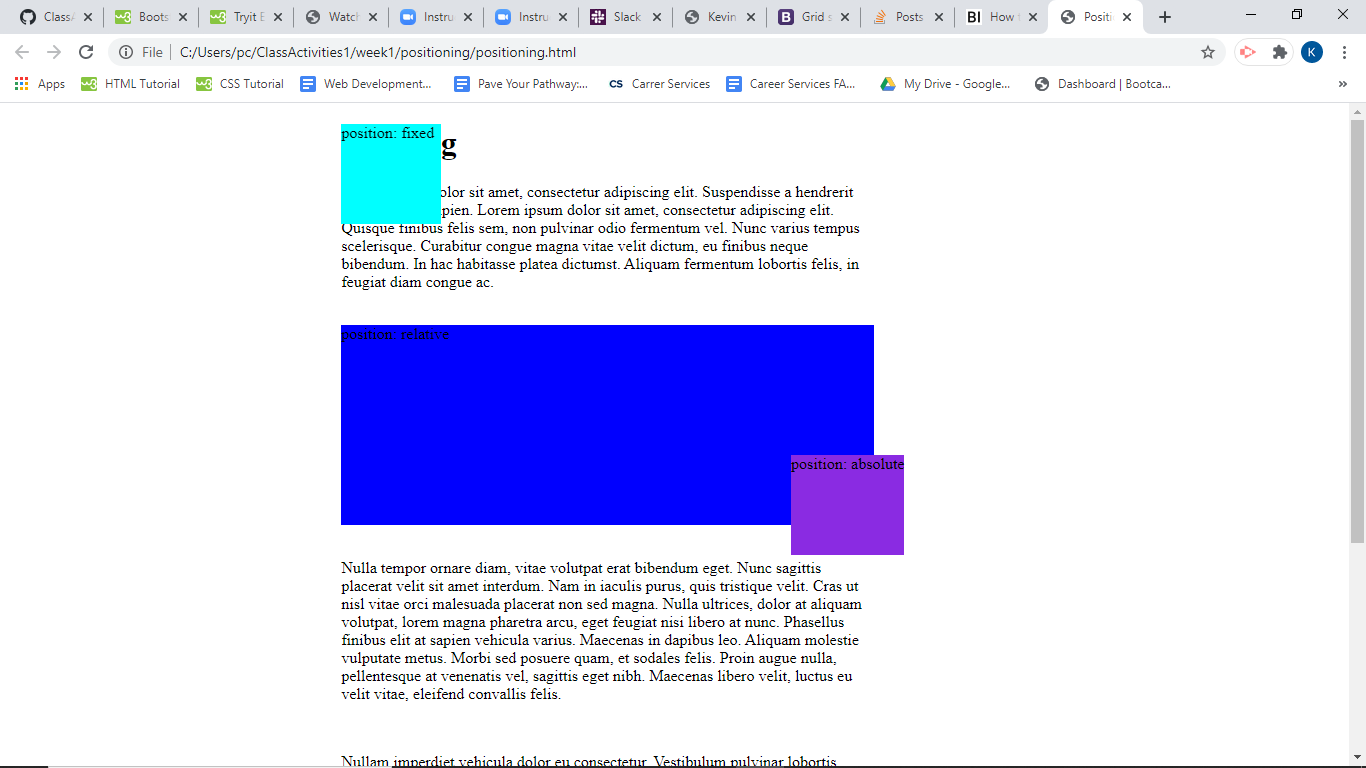 Class
Boots
Tryit E
Watch
Instru
Instru
Slack
Kevin
Grid s
Posts
BI How t
Positi
File C:/Users/pc/ClassActivities1/week1/positioning/positioning.html K
Apps w3 HTML Tutorial w3 CSS Tutorial Web Development... Pave Your Pathway:... CS Carrer Services Career Services FA... My Drive - Google... Dashboard | Bootca... »
position: fixed
g
olor sit amet, consectetur adipiscing elit. Suspendisse a hendrerit
pien. Lorem ipsum dolor sit amet, consectetur adipiscing elit.
Quisque finibus felis sem, non pulvinar odio fermentum vel. Nunc varius tempus
scelerisque. Curabitur congue magna vitae velit dictum, eu finibus neque
bibendum. In hac habitasse platea dictumst. Aliquam fermentum lobortis felis, in
feugiat diam congue ac.
position: relative
position: absolute
Nulla tempor ornare diam, vitae volutpat erat bibendum eget. Nunc sagittis
placerat velit sit amet interdum. Nam in iaculis purus, quis tristique velit. Cras ut
nisl vitae orci malesuada placerat non sed magna. Nulla ultrices, dolor at aliquam
volutpat, lorem magna pharetra arcu, eget feugiat nisi libero at nunc. Phasellus
finibus elit at sapien vehicula varius. Maecenas in dapibus leo. Aliquam molestie
vulputate metus. Morbi sed posuere quam, et sodales felis. Proin augue nulla,
pellentesque at venenatis vel, sagittis eget nibh. Maecenas libero velit, luctus eu
velit vitae, eleifend convallis felis.
Nullam imperdiet vehicula dolor eu consectetur. Vestibulum pulvinar lobortis